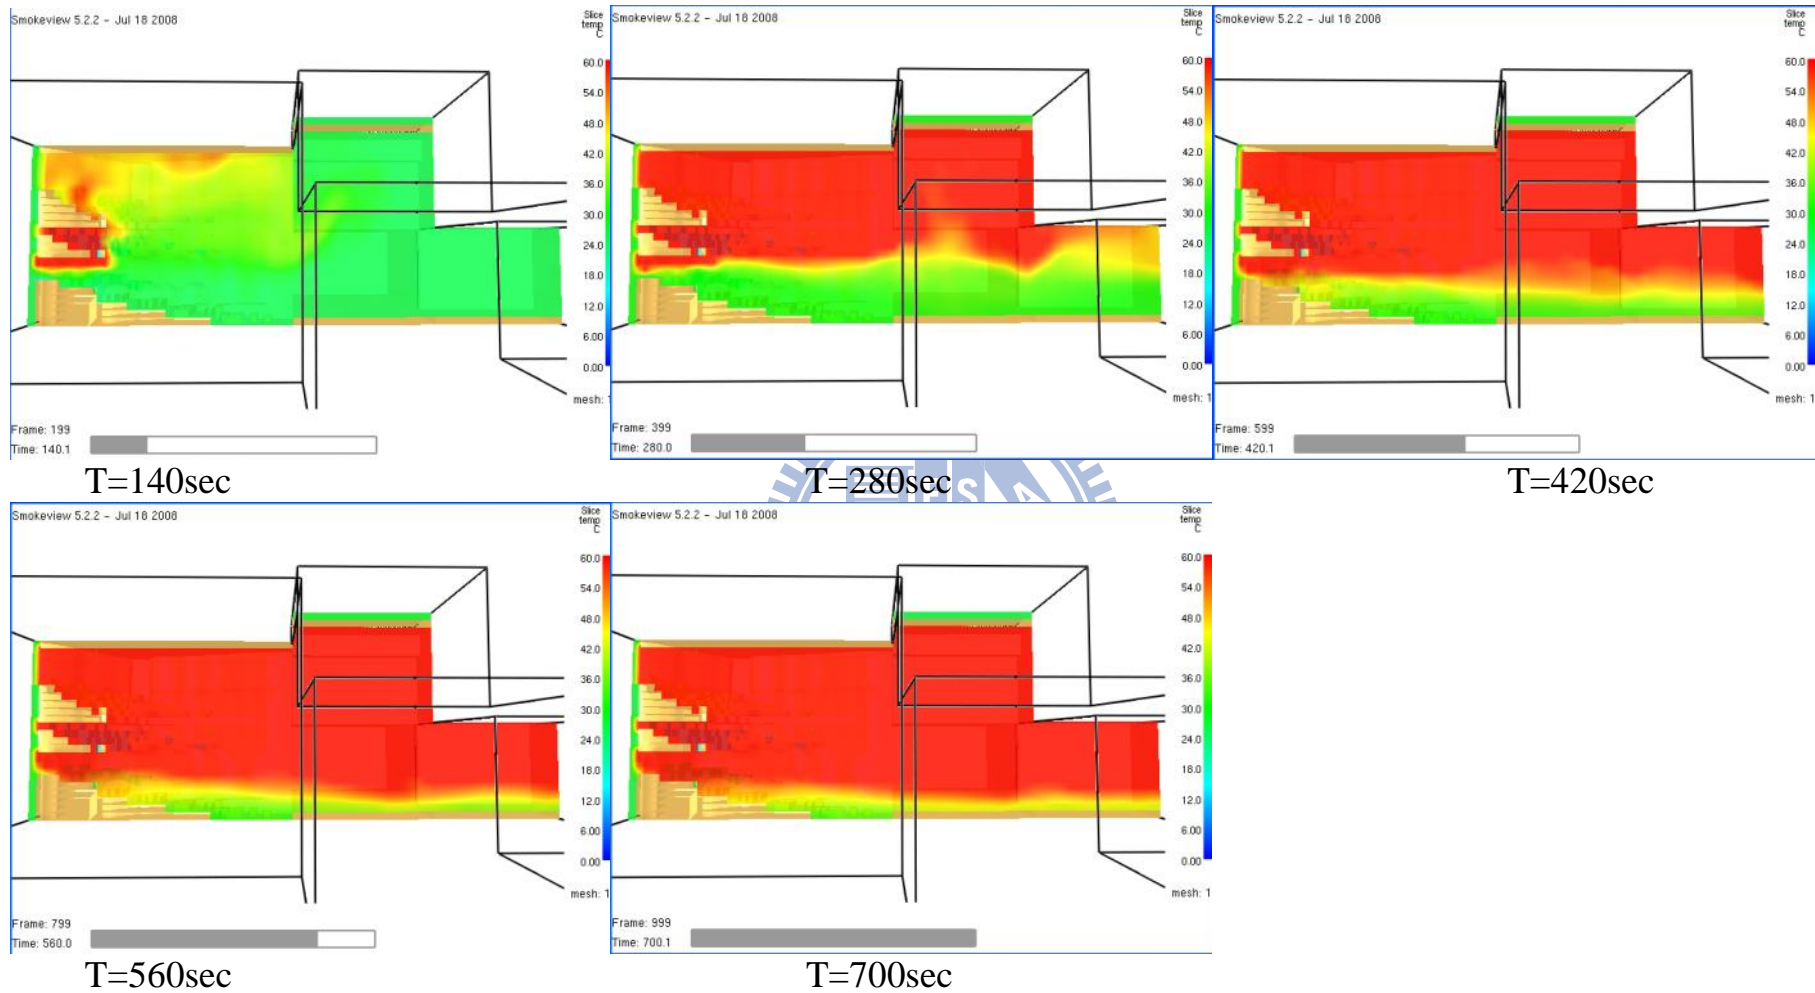 Smokeview 5.2.2 - Jul 18 2008
Slice
temp
C
60.0
54.0
48.0
42.0
36.0
30.0
24.0
18.0
12.0
6.00
0.00
mesh: 1
Frame: 199
Time: 140.1
T=140sec
Smokeview 5.2.2 - Jul 18 2008
Slice
temp
C
60.0
54.0
48.0
42.0
36.0
30.0
24.0
18.0
12.0
6.00
0.00
mesh: 1
Frame: 399
Time: 280.0
T=280sec
Smokeview 5.2.2 - Jul 18 2008
Slice
temp
C
60.0
54.0
48.0
42.0
36.0
30.0
24.0
18.0
12.0
6.00
0.00
mesh: 1
Frame: 599
Time: 420.1
T=420sec
ESA
Smokeview 5.2.2 - Jul 18 2008
Slice
temp
C
60.0
54.0
48.0
42.0
36.0
30.0
24.0
18.0
12.0
6.00
0.00
mesh: 1
Frame: 799
Time: 560.0
T=560sec
Smokeview 5.2.2 - Jul 18 2008
Slice
temp
C
60.0
54.0
48.0
42.0
36.0
30.0
24.0
18.0
12.0
6.00
0.00
mesh: 1
Frame: 999
Time: 700.1
T=700sec